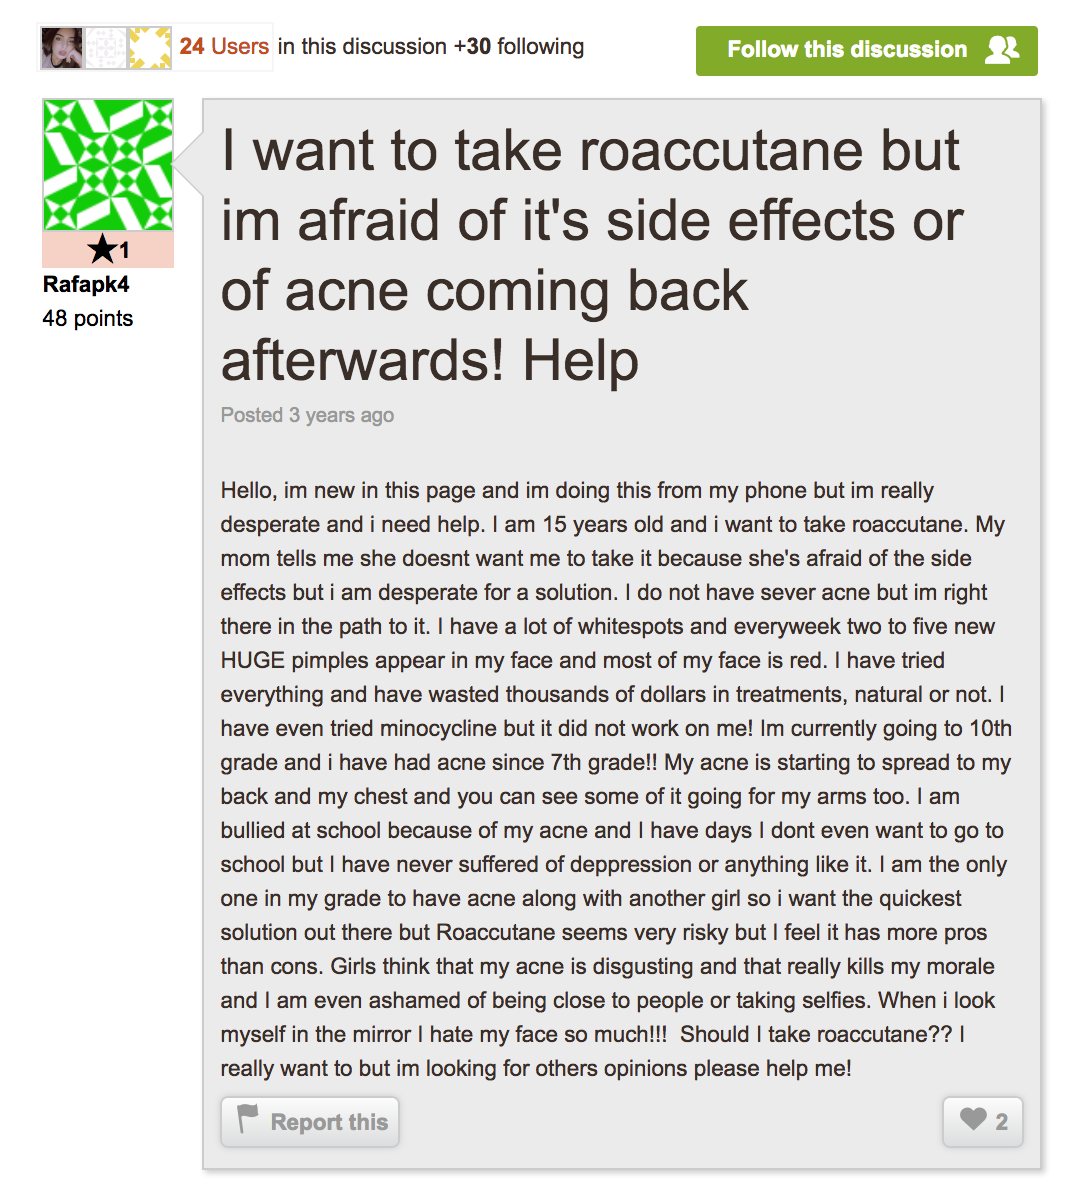 24 Users in this discussion +30 following
Follow this discussion
★1
Rafapk4
48 points
I want to take roaccutane but
im afraid of it's side effects or
of acne coming back
afterwards! Help
Posted 3 years ago
Hello, im new in this page and im doing this from my phone but im really
desperate and i need help. I am 15 years old and i want to take roaccutane. My
mom tells me she doesnt want me to take it because she's afraid of the side
effects but i am desperate for a solution. I do not have sever acne but im right
there in the path to it. I have a lot of whitespots and everyweek two to five new
HUGE pimples appear in my face and most of my face is red. I have tried
everything and have wasted thousands of dollars in treatments, natural or not. I
have even tried minocycline but it did not work on me! Im currently going to 10th
grade and i have had acne since 7th grade!! My acne is starting to spread to my
back and my chest and you can see some of it going for my arms too. I am
bullied at school because of my acne and I have days I dont even want to go to
school but I have never suffered of deppression or anything like it. I am the only
one in my grade to have acne along with another girl so i want the quickest
solution out there but Roaccutane seems very risky but I feel it has more pros
than cons. Girls think that my acne is disgusting and that really kills my morale
and I am even ashamed of being close to people or taking selfies. When i look
myself in the mirror I hate my face so much!!!  Should I take roaccutane?? I
really want to but im looking for others opinions please help me!
Report this
2